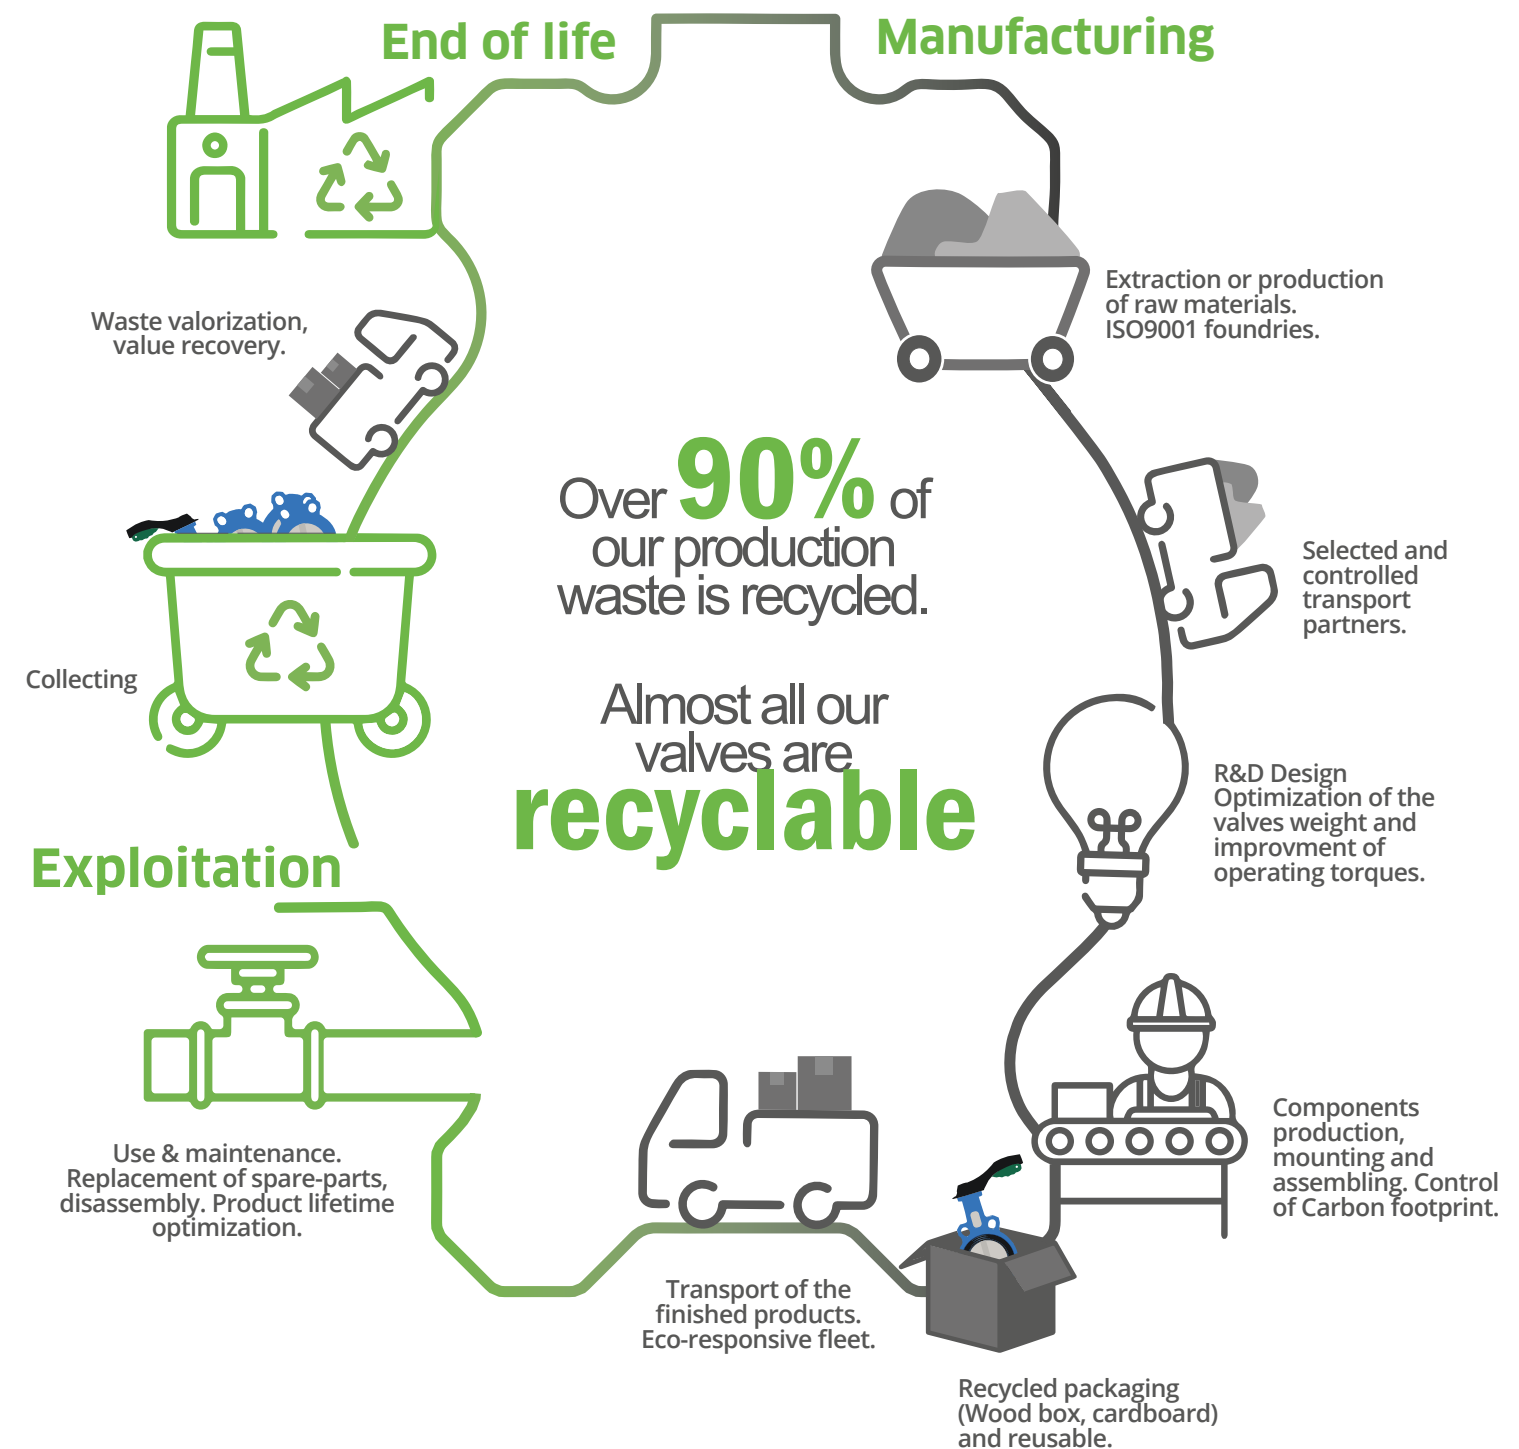 End of life
Manufacturing
Extraction or production
of raw materials.
ISO9001 foundries.
Waste valorization,
value recovery.
Over 90% of
our production
waste is recycled.
Selected and
controlled
transport
partners.
Collecting
Almost all our
valves are
recyclable
R&D Design
Optimization of the
valves weight and
improvment of
operating torques.
Exploitation
Use & maintenance.
Replacement of spare-parts,
disassembly. Product lifetime
optimization.
Components
production,
mounting and
assembling. Control
of Carbon footprint.
Transport of the
finished products.
Eco-responsive fleet.
Recycled packaging
(Wood box, cardboard)
and reusable.